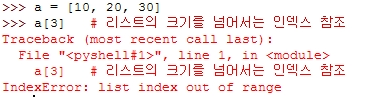 >>> a = [10, 20, 30]
>>> a[3]   # 리스트의 크기를 넘어서는 인덱스 참조
Traceback (most recent call last):
  File "<pyshell#1>", line 1, in <module>
    a[3]   # 리스트의 크기를 넘어서는 인덱스 참조
IndexError: list index out of range